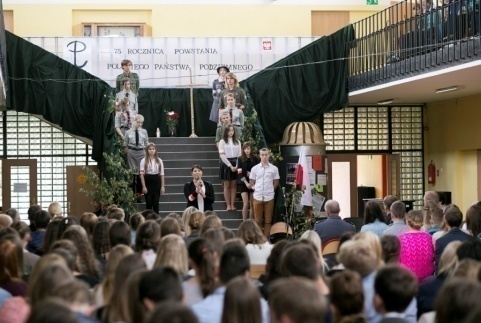 75 ROCZNICA POWSTANIA
POLSKIEGO PAŃSTWA PODZIEMNEGO